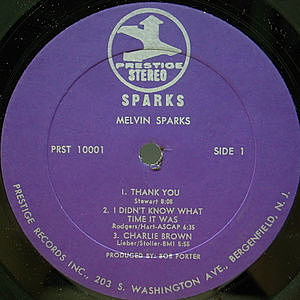 PRESTIGE
STEREO
SPARKS
MELVIN SPARKS
PRST 10001
SIDE 1
1. THANK YOU
Stewart 8:08
2. I DIDN'T KNOW WHAT
TIME IT WAS
Rodgers/Hart-ASCAP 6:35
3. CHARLIE BROWN
Lieber/Stoller-BMI 5:55
PRODUCED BY: BOB PORTER
PRESTIGE RECORDS INC., 203 S. WASHINGTON AVE., BERGENFIELD, N. J.